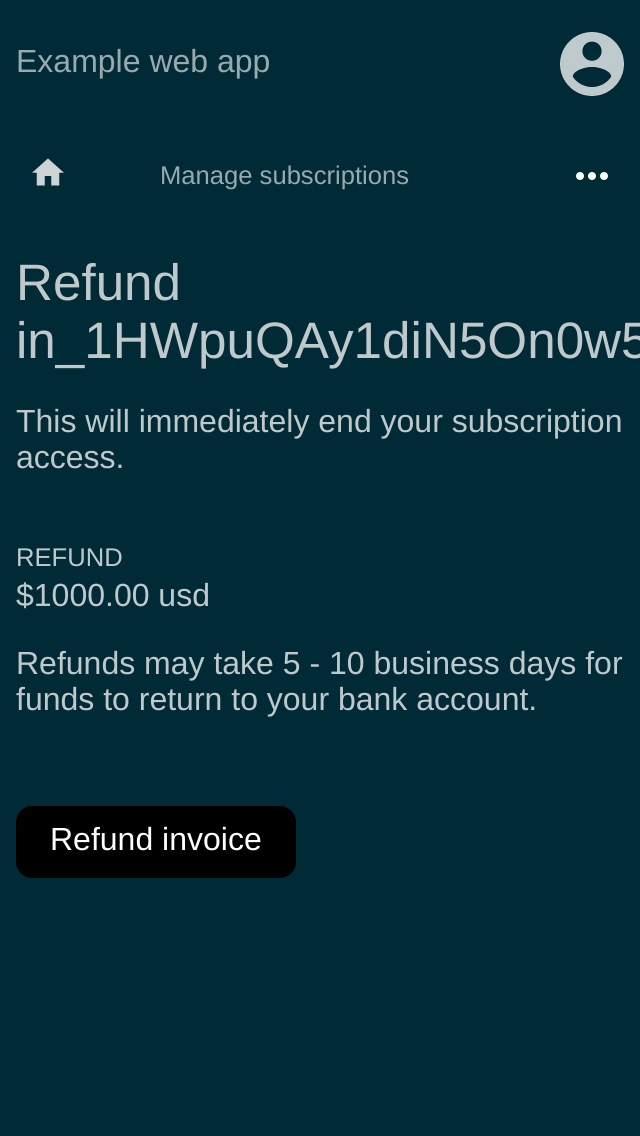 Example web app
Manage subscriptions
Refund
in_1HWpuQAy1diN5On0w5
This will immediately end your subscription
access.
REFUND
$1000.00 usd
Refunds may take 5 - 10 business days for
funds to return to your bank account.
Refund invoice